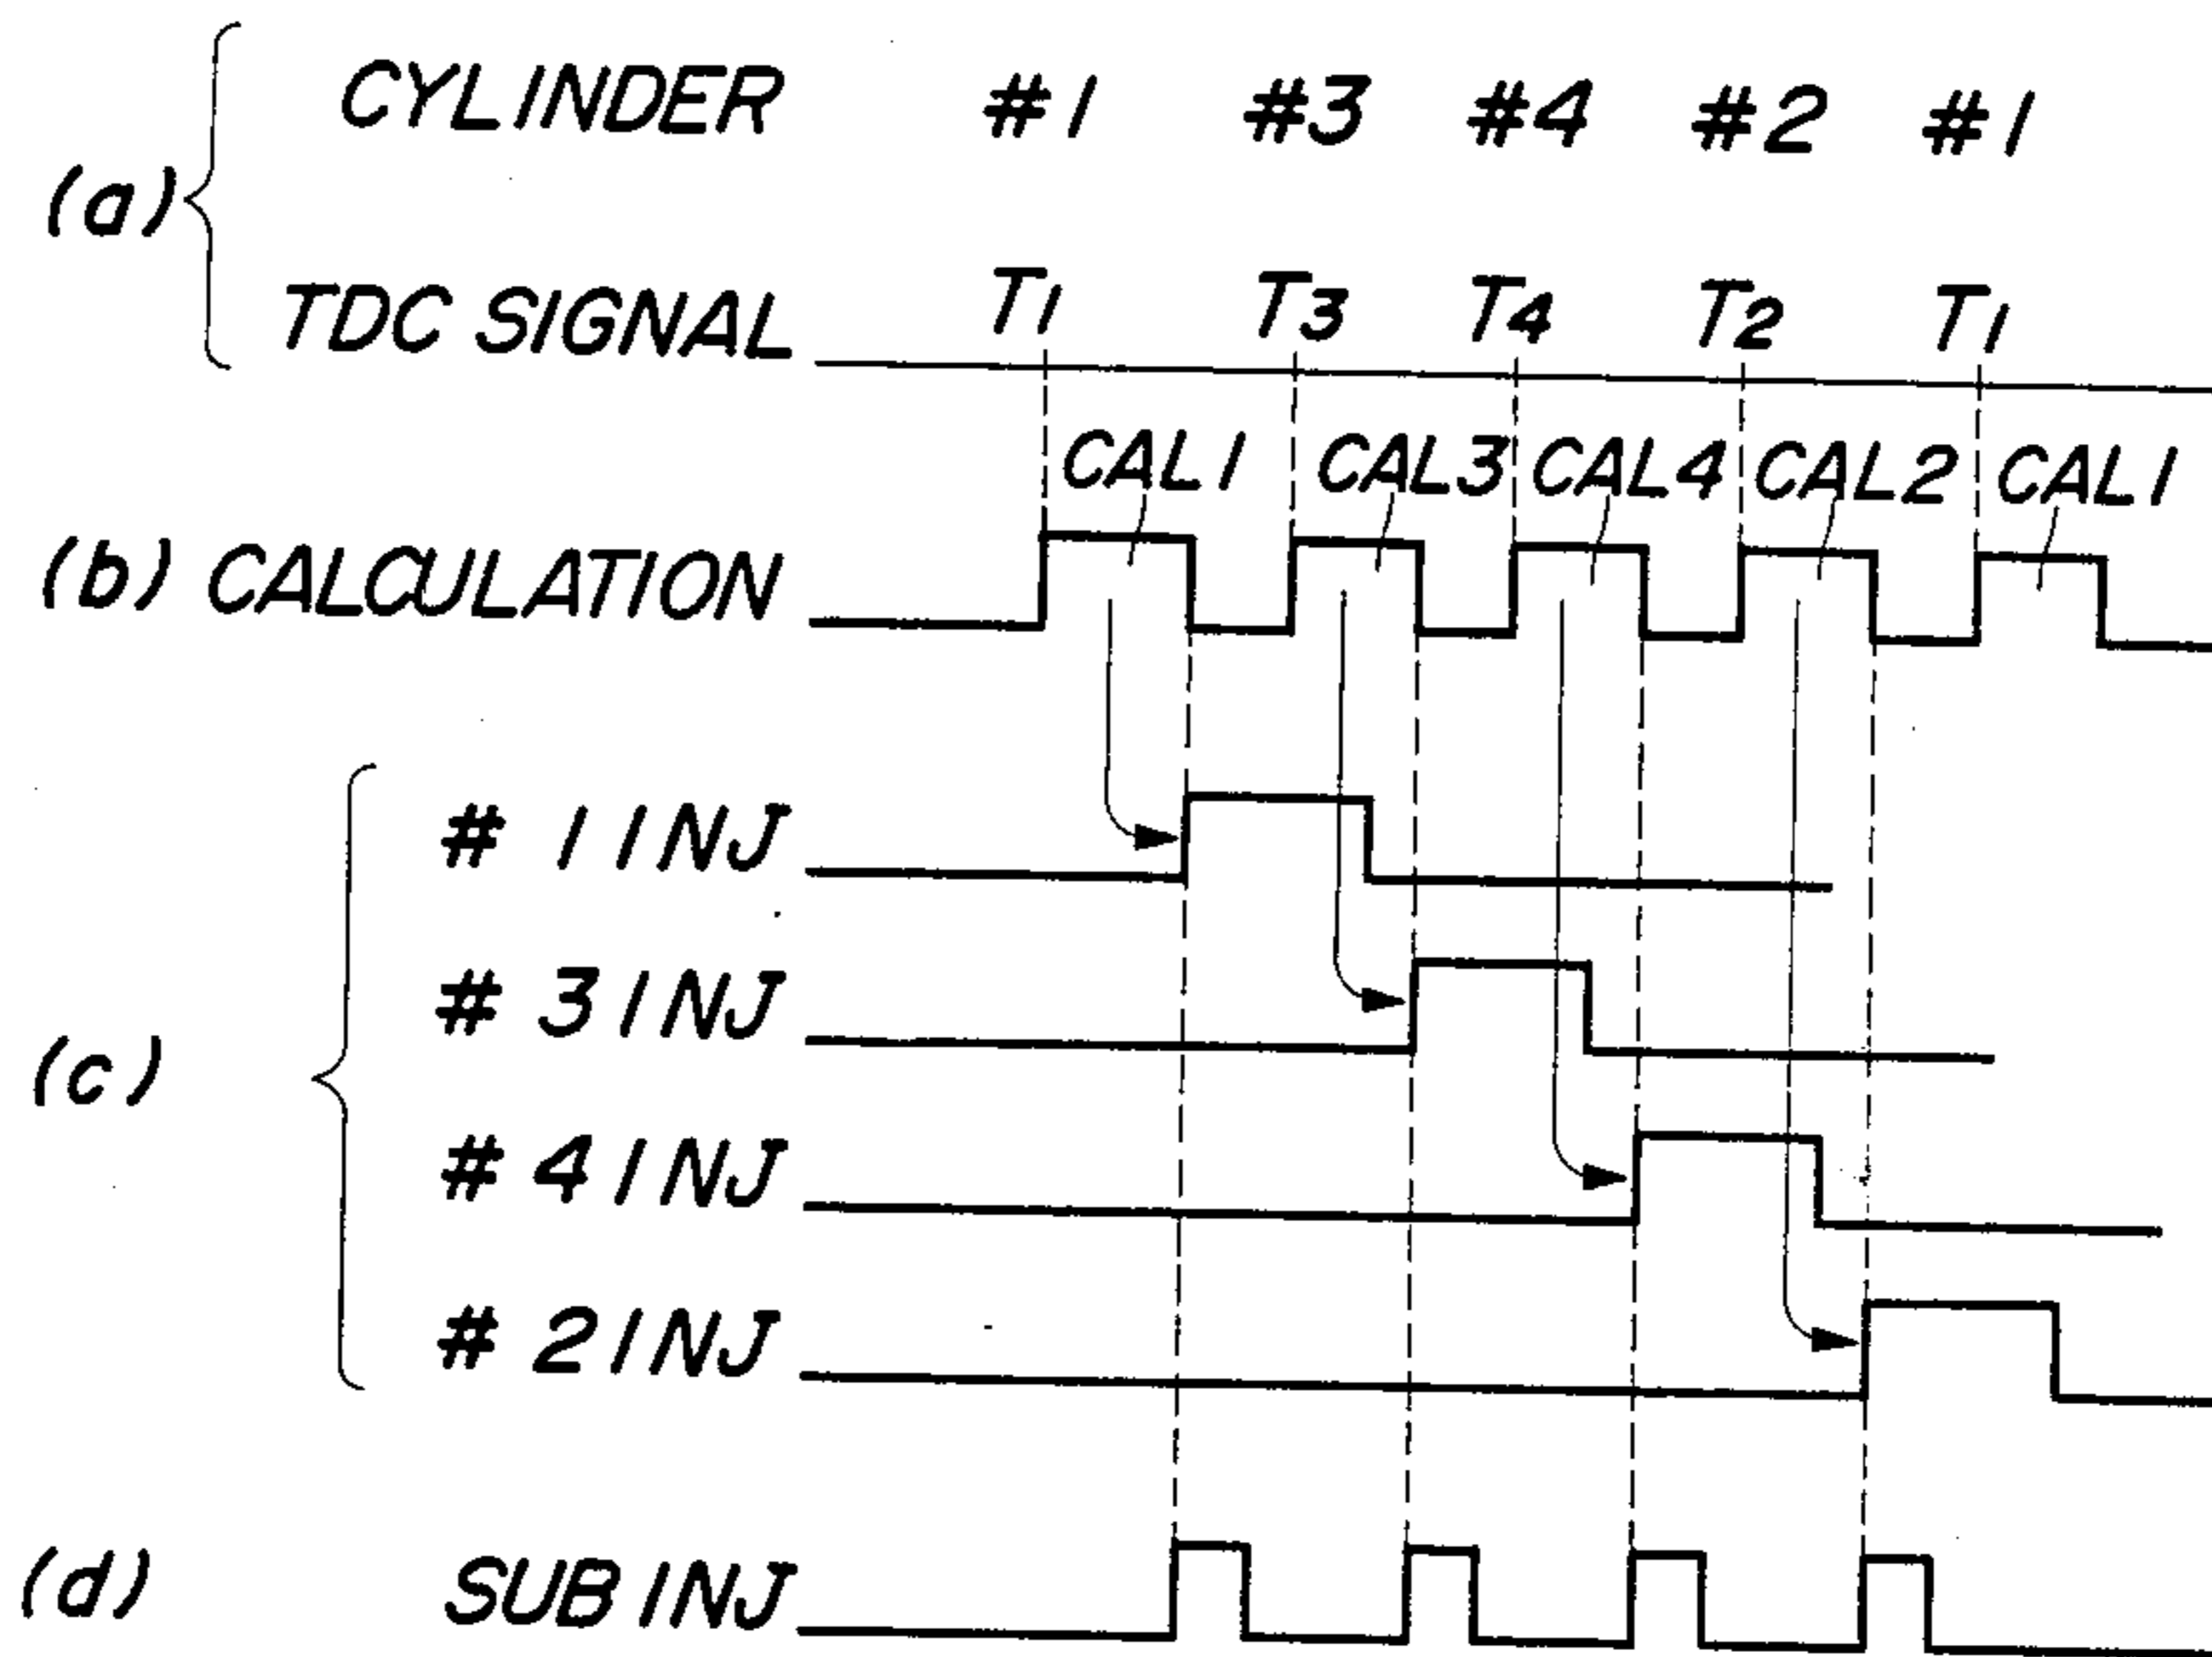 (a)
CYLINDER #1 #3 #4 #2 #1
TDC SIGNAL T1 T3 T4 T2 T1
CAL1 CAL3 CAL4 CAL2 CAL1
(b) CALCULATION
(c)
# 1 INJ
# 3 INJ
# 4 INJ
# 2 INJ
(d) SUB INJ